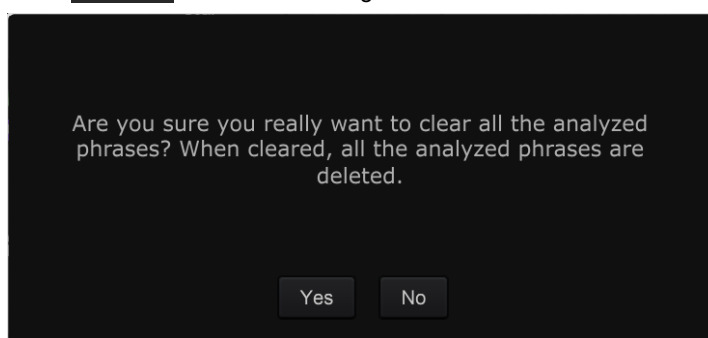 Are you sure you really want to clear all the analyzed
phrases? When cleared, all the analyzed phrases are
deleted.
Yes No